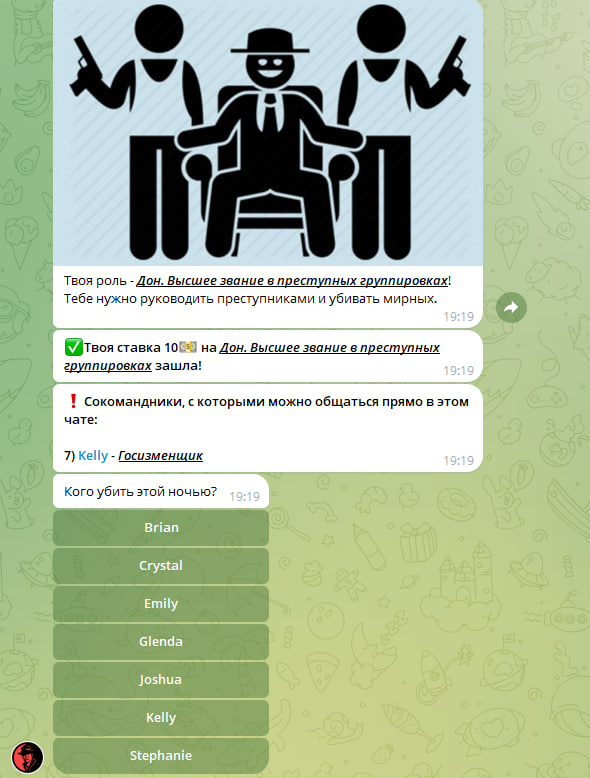 Твоя роль - Дон. Высшее звание в преступных группировках!
Тебе нужно руководить преступниками и убивать мирных.
19:19
✅Твоя ставка 10💵 на Дон. Высшее звание в преступных
группировках зашла!
19:19
❗ Сокомандники, с которыми можно общаться прямо в этом
чате:
7) Kelly - Госизменщик
19:19
Кого убить этой ночью? 19:19
Brian
Crystal
Emily
Glenda
Joshua
Kelly
Stephanie